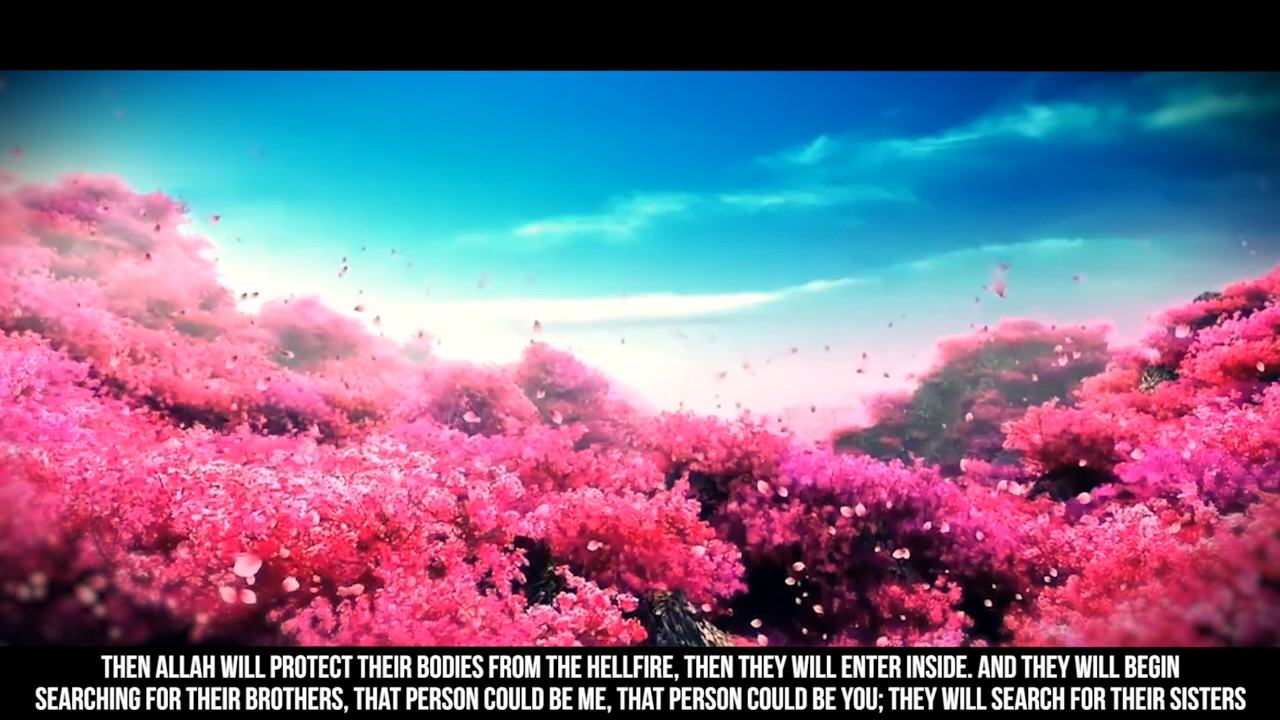 THEN ALLAH WILL PROTECT THEIR BODIES FROM THE HELLFIRE, THEN THEY WILL ENTER INSIDE. AND THEY WILL BEGIN
SEARCHING FOR THEIR BROTHERS, THAT PERSON COULD BE ME, THAT PERSON COULD BE YOU; THEY WILL SEARCH FOR THEIR SISTERS